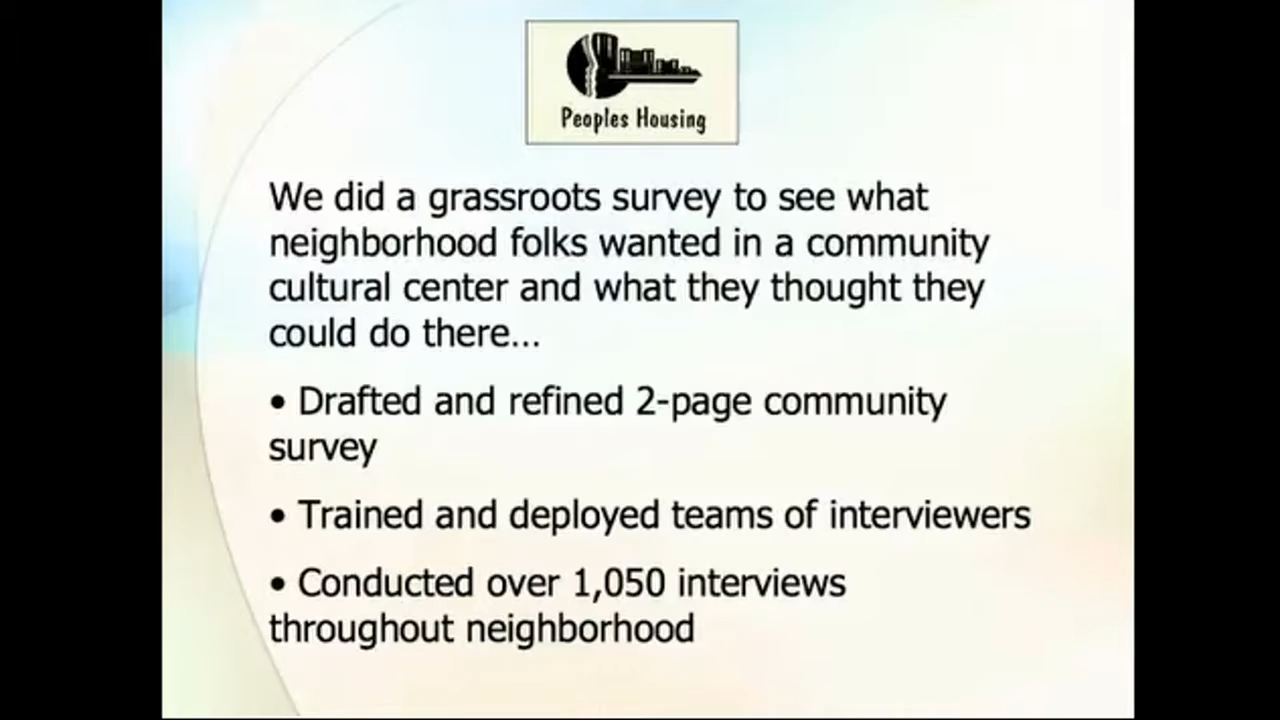 Peoples Housing
We did a grassroots survey to see what
neighborhood folks wanted in a community
cultural center and what they thought they
could do there...
• Drafted and refined 2-page community
survey
• Trained and deployed teams of interviewers
• Conducted over 1,050 interviews
throughout neighborhood